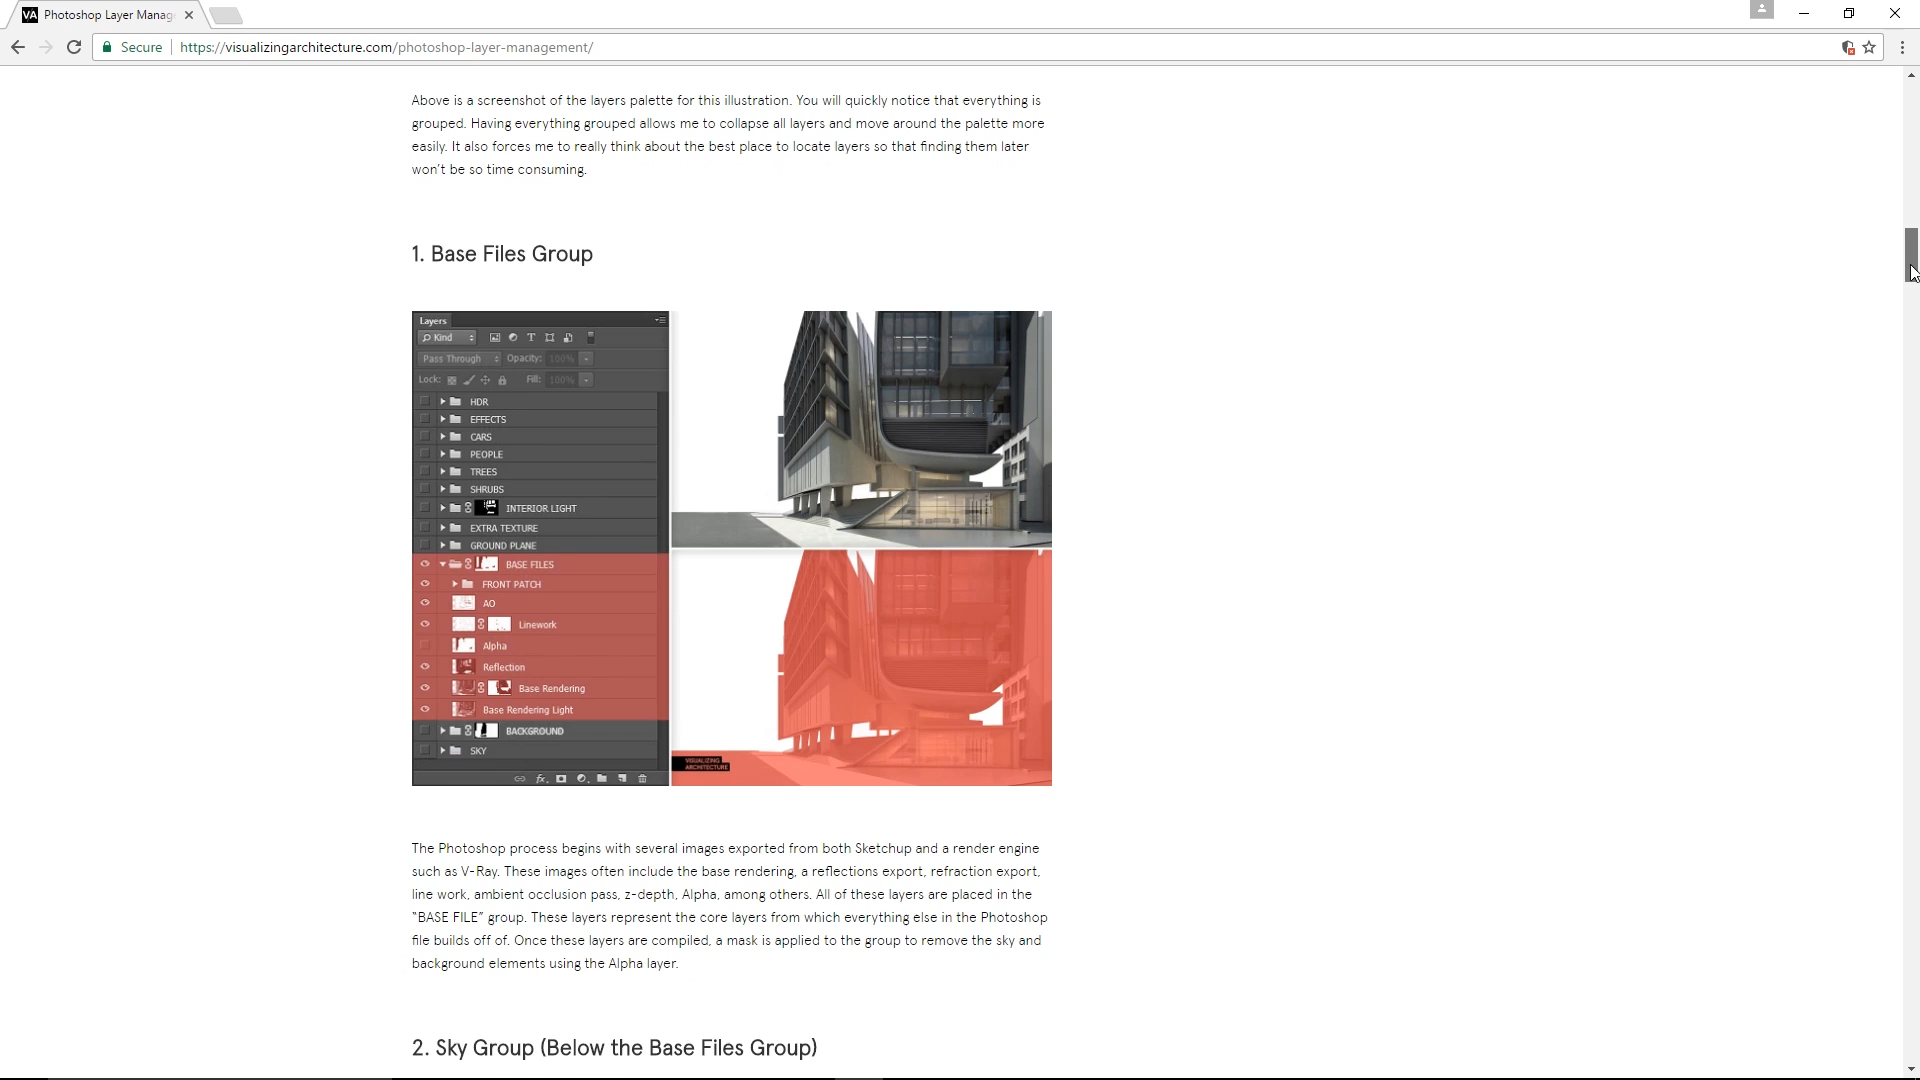 VA Photoshop Layer Manag
Secure
https://visualizingarchitecture.com/photoshop-layer-management/
Above is a screenshot of the layers palette for this illustration. You will quickly notice that everything is
grouped. Having everything grouped allows me to collapse all layers and move around the palette more
easily. It also forces me to really think about the best place to locate layers so that finding them later
won't be so time consuming.
1. Base Files Group
Layers
Kind
Pass Through Opacity: 100%
Lock: Fill: 100%
HDR
EFFECTS
CARS
PEOPLE
TREES
SHRUBS
INTERIOR LIGHT
EXTRA TEXTURE
GROUND PLANE
BASE FILES
FRONT PATCH
AO
Linework
Alpha
Reflection
Base Rendering
Base Rendering Light
BACKGROUND
SKY
fx
VISUALIZING
ARCHITECTURE
The Photoshop process begins with several images exported from both Sketchup and a render engine
such as V-Ray. These images often include the base rendering, a reflections export, refraction export,
line work, ambient occlusion pass, z-depth, Alpha, among others. All of these layers are placed in the
"BASE FILE" group. These layers represent the core layers from which everything else in the Photoshop
file builds off of. Once these layers are compiled, a mask is applied to the group to remove the sky and
background elements using the Alpha layer.
2. Sky Group (Below the Base Files Group)